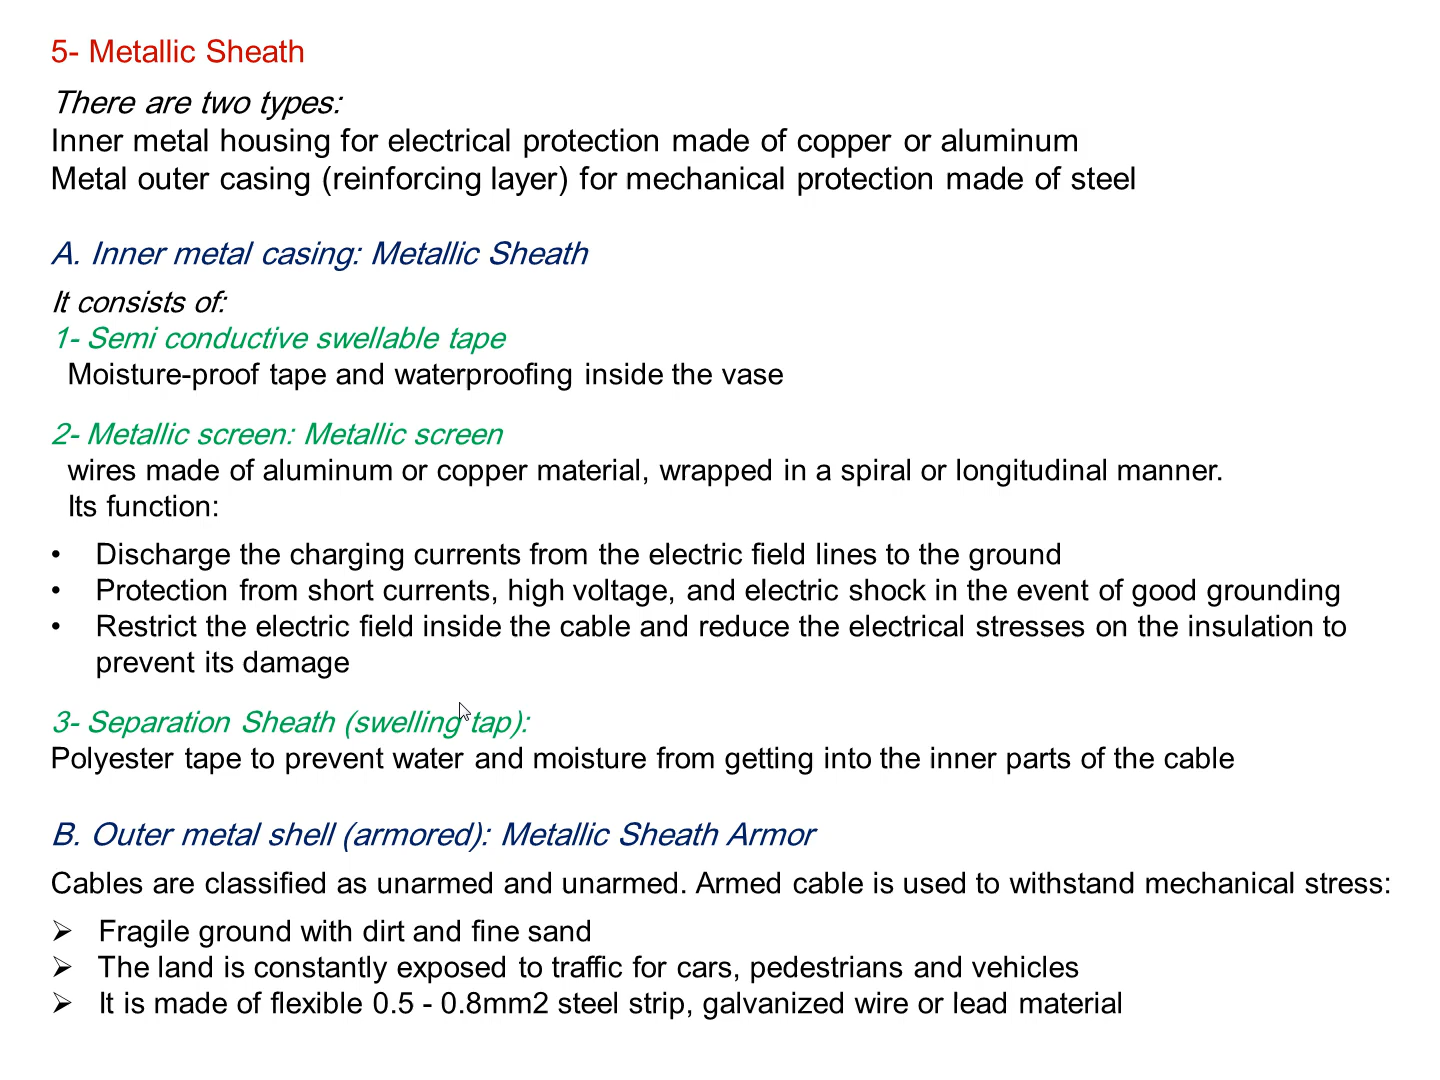 5- Metallic Sheath
There are two types:
Inner metal housing for electrical protection made of copper or aluminum
Metal outer casing (reinforcing layer) for mechanical protection made of steel
A. Inner metal casing: Metallic Sheath
It consists of:
1- Semi conductive swellable tape
Moisture-proof tape and waterproofing inside the vase
2- Metallic screen: Metallic screen
wires made of aluminum or copper material, wrapped in a spiral or longitudinal manner.
Its function:
• Discharge the charging currents from the electric field lines to the ground
• Protection from short currents, high voltage, and electric shock in the event of good grounding
• Restrict the electric field inside the cable and reduce the electrical stresses on the insulation to
prevent its damage
3- Separation Sheath (swelling tap):
Polyester tape to prevent water and moisture from getting into the inner parts of the cable
B. Outer metal shell (armored): Metallic Sheath Armor
Cables are classified as unarmed and unarmed. Armed cable is used to withstand mechanical stress:
➢ Fragile ground with dirt and fine sand
➢ The land is constantly exposed to traffic for cars, pedestrians and vehicles
➢ It is made of flexible 0.5 - 0.8mm2 steel strip, galvanized wire or lead material